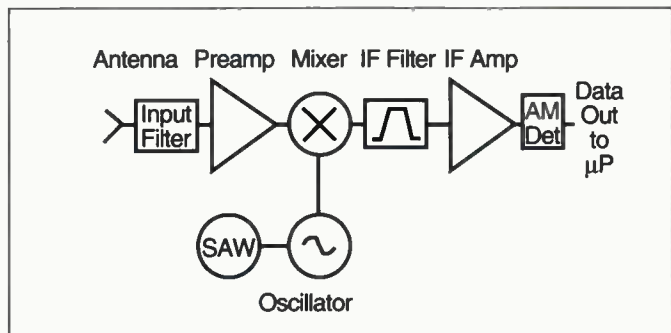 Antenna Preamp Mixer IF Filter IF Amp
Input
Filter
AM
Det
Data
Out
to
µP
SAW
Oscillator